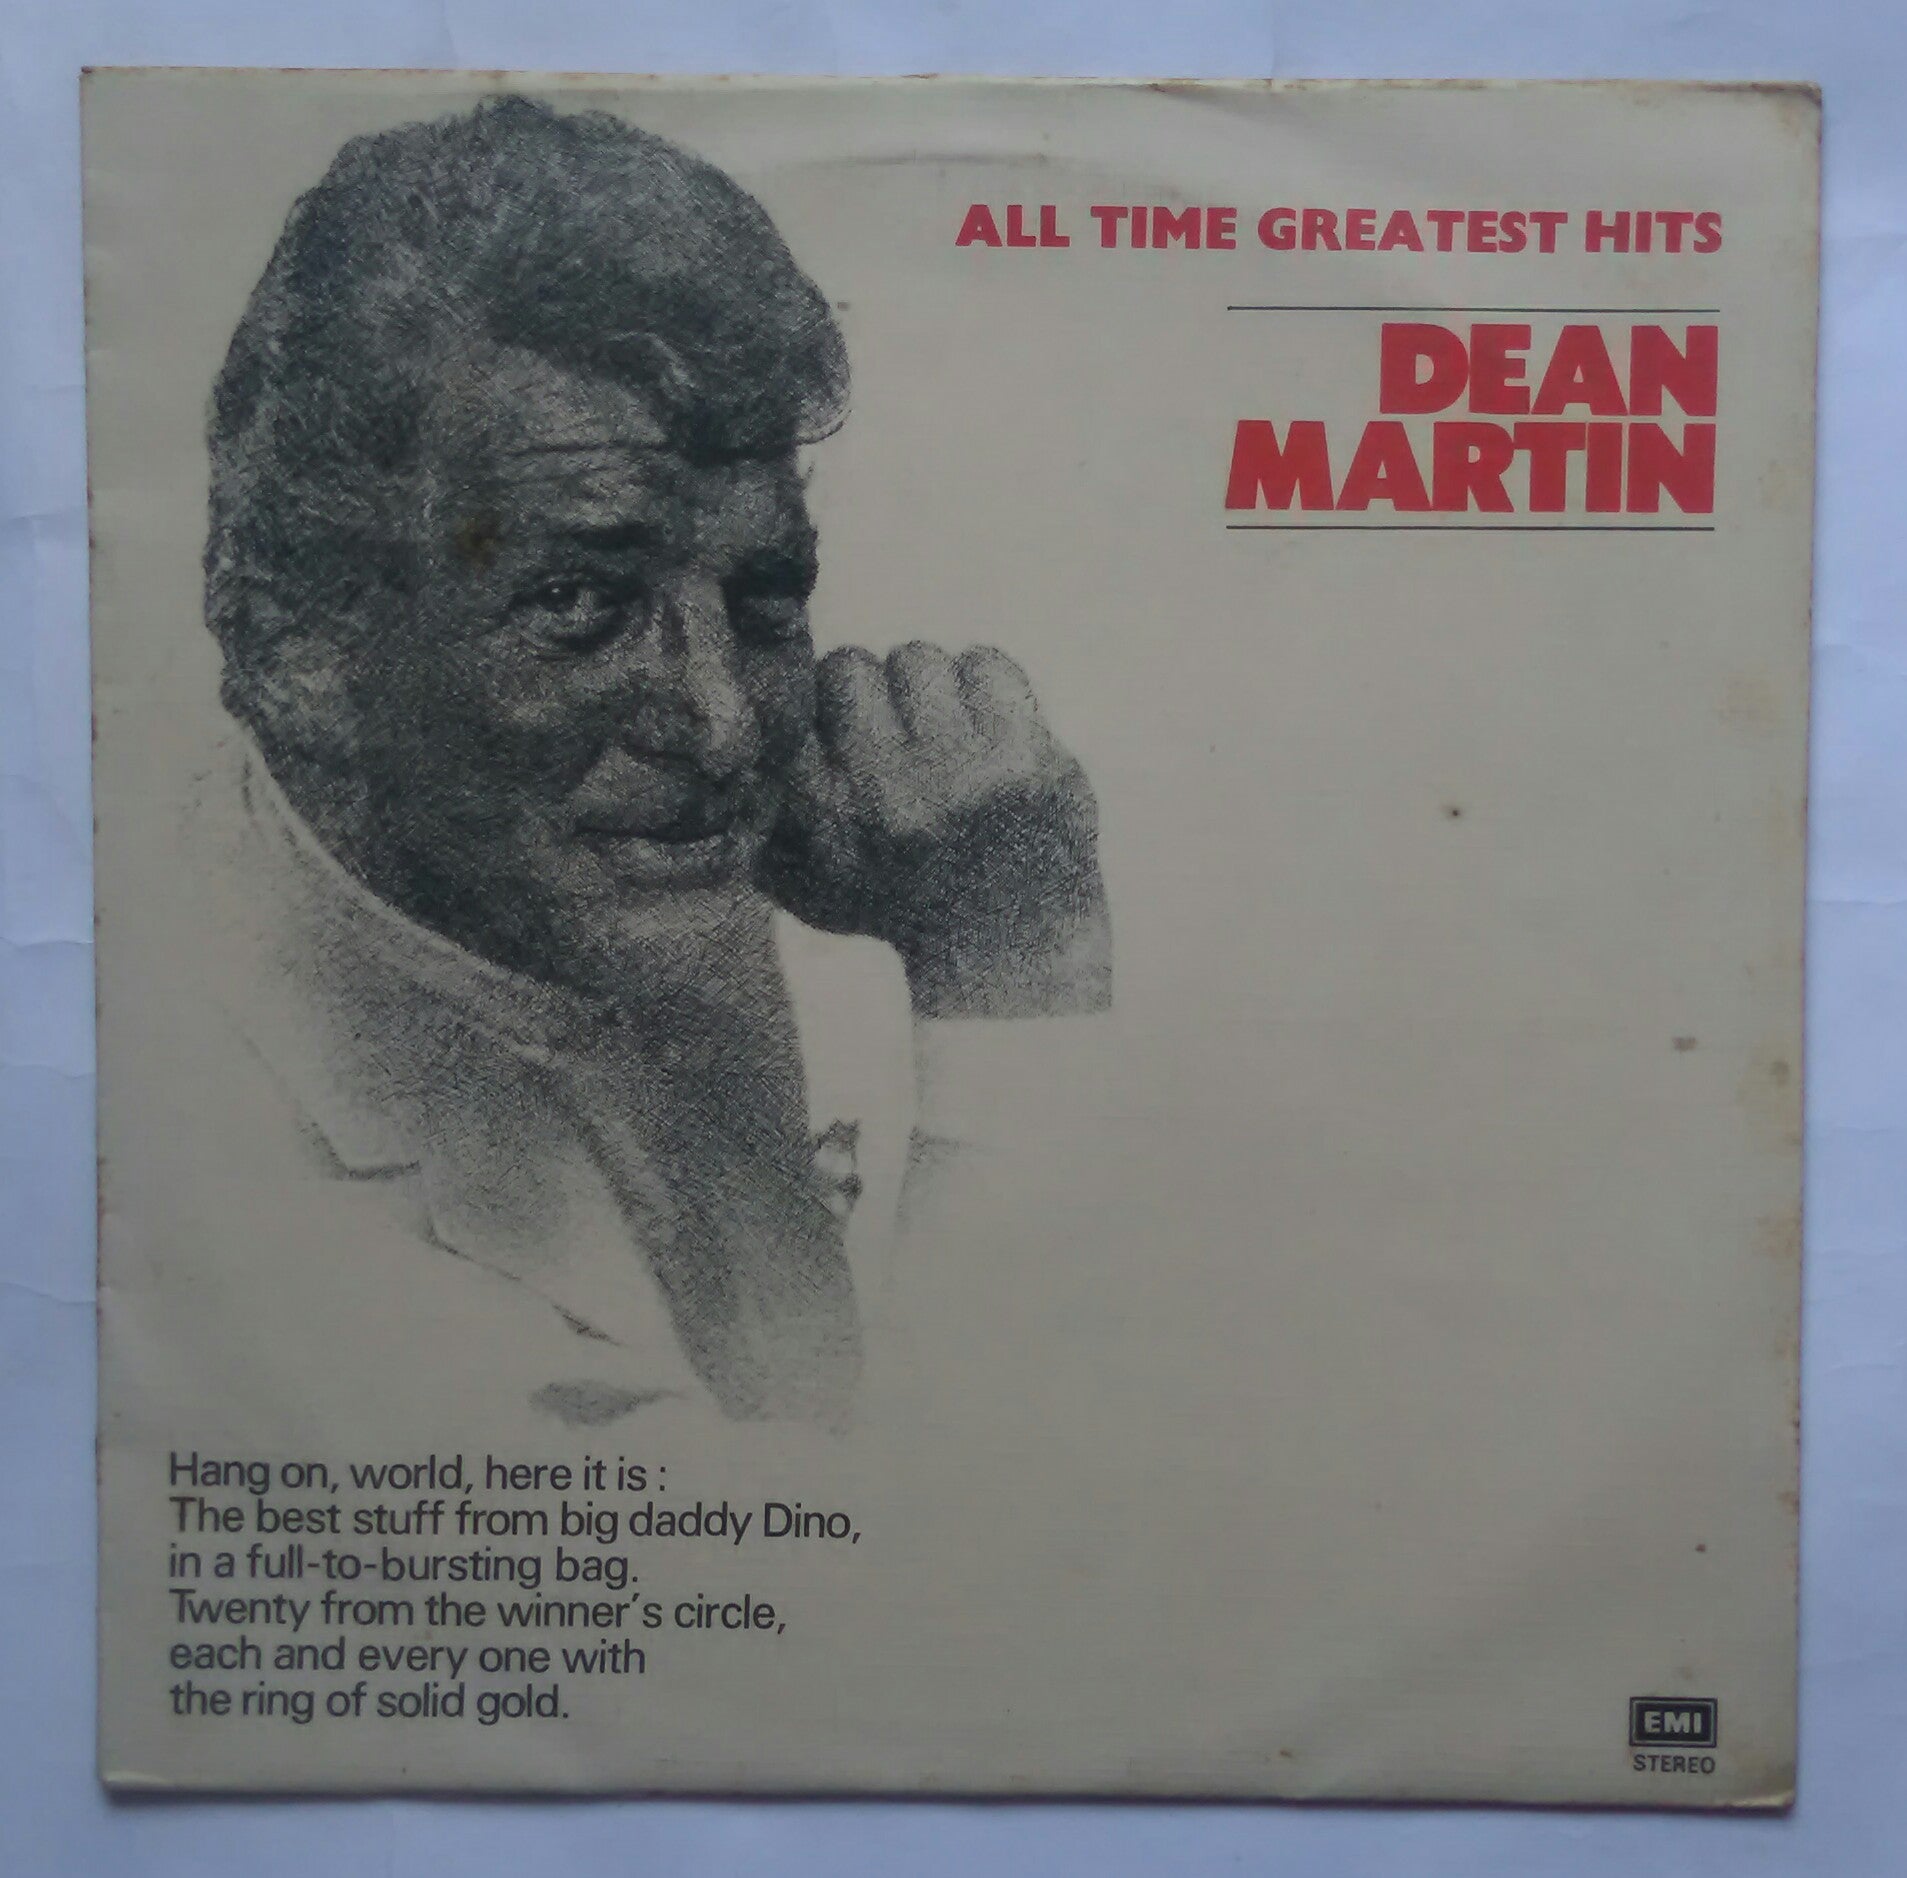 ALL TIME GREATEST HITS
DEAN
MARTIN
Hang on, world, here it is :
The best stuff from big daddy Dino,
in a full-to-bursting bag.
Twenty from the winner's circle,
each and every one with
the ring of solid gold.
EMI
STEREO